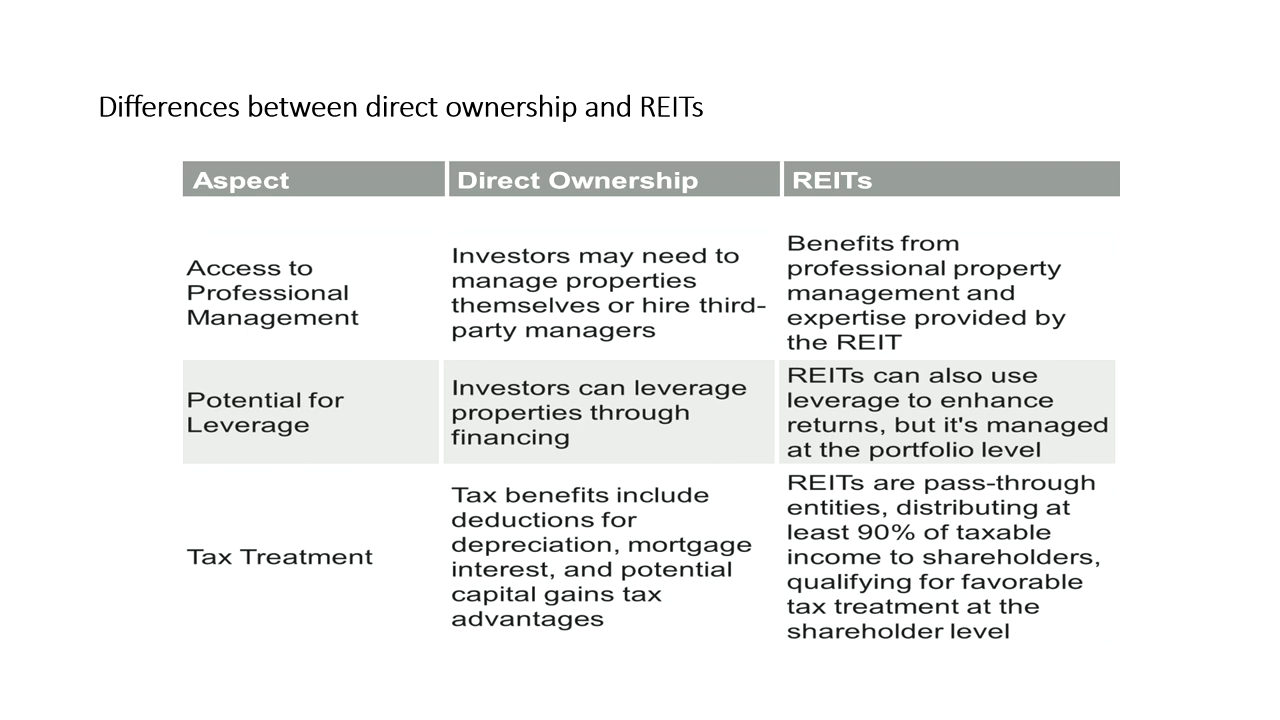 Differences between direct ownership and REITs
Aspect
Direct Ownership
REITs
Access to
Professional
Management
Investors may need to
manage properties
themselves or hire third-
party managers
Benefits from
professional property
management and
expertise provided by
the REIT
Potential for
Leverage
Investors can leverage
properties through
financing
REITs can also use
leverage to enhance
returns, but it's managed
at the portfolio level
Tax Treatment
Tax benefits include
deductions for
depreciation, mortgage
interest, and potential
capital gains tax
advantages
REITs are pass-through
entities, distributing at
least 90% of taxable
income to shareholders,
qualifying for favorable
tax treatment at the
shareholder level